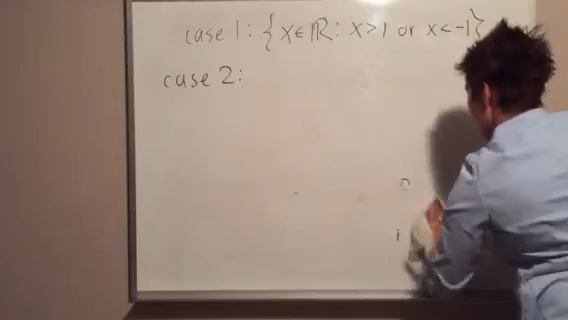 case 1: {x∈ℝ: x>1 or x<-1}
case 2: